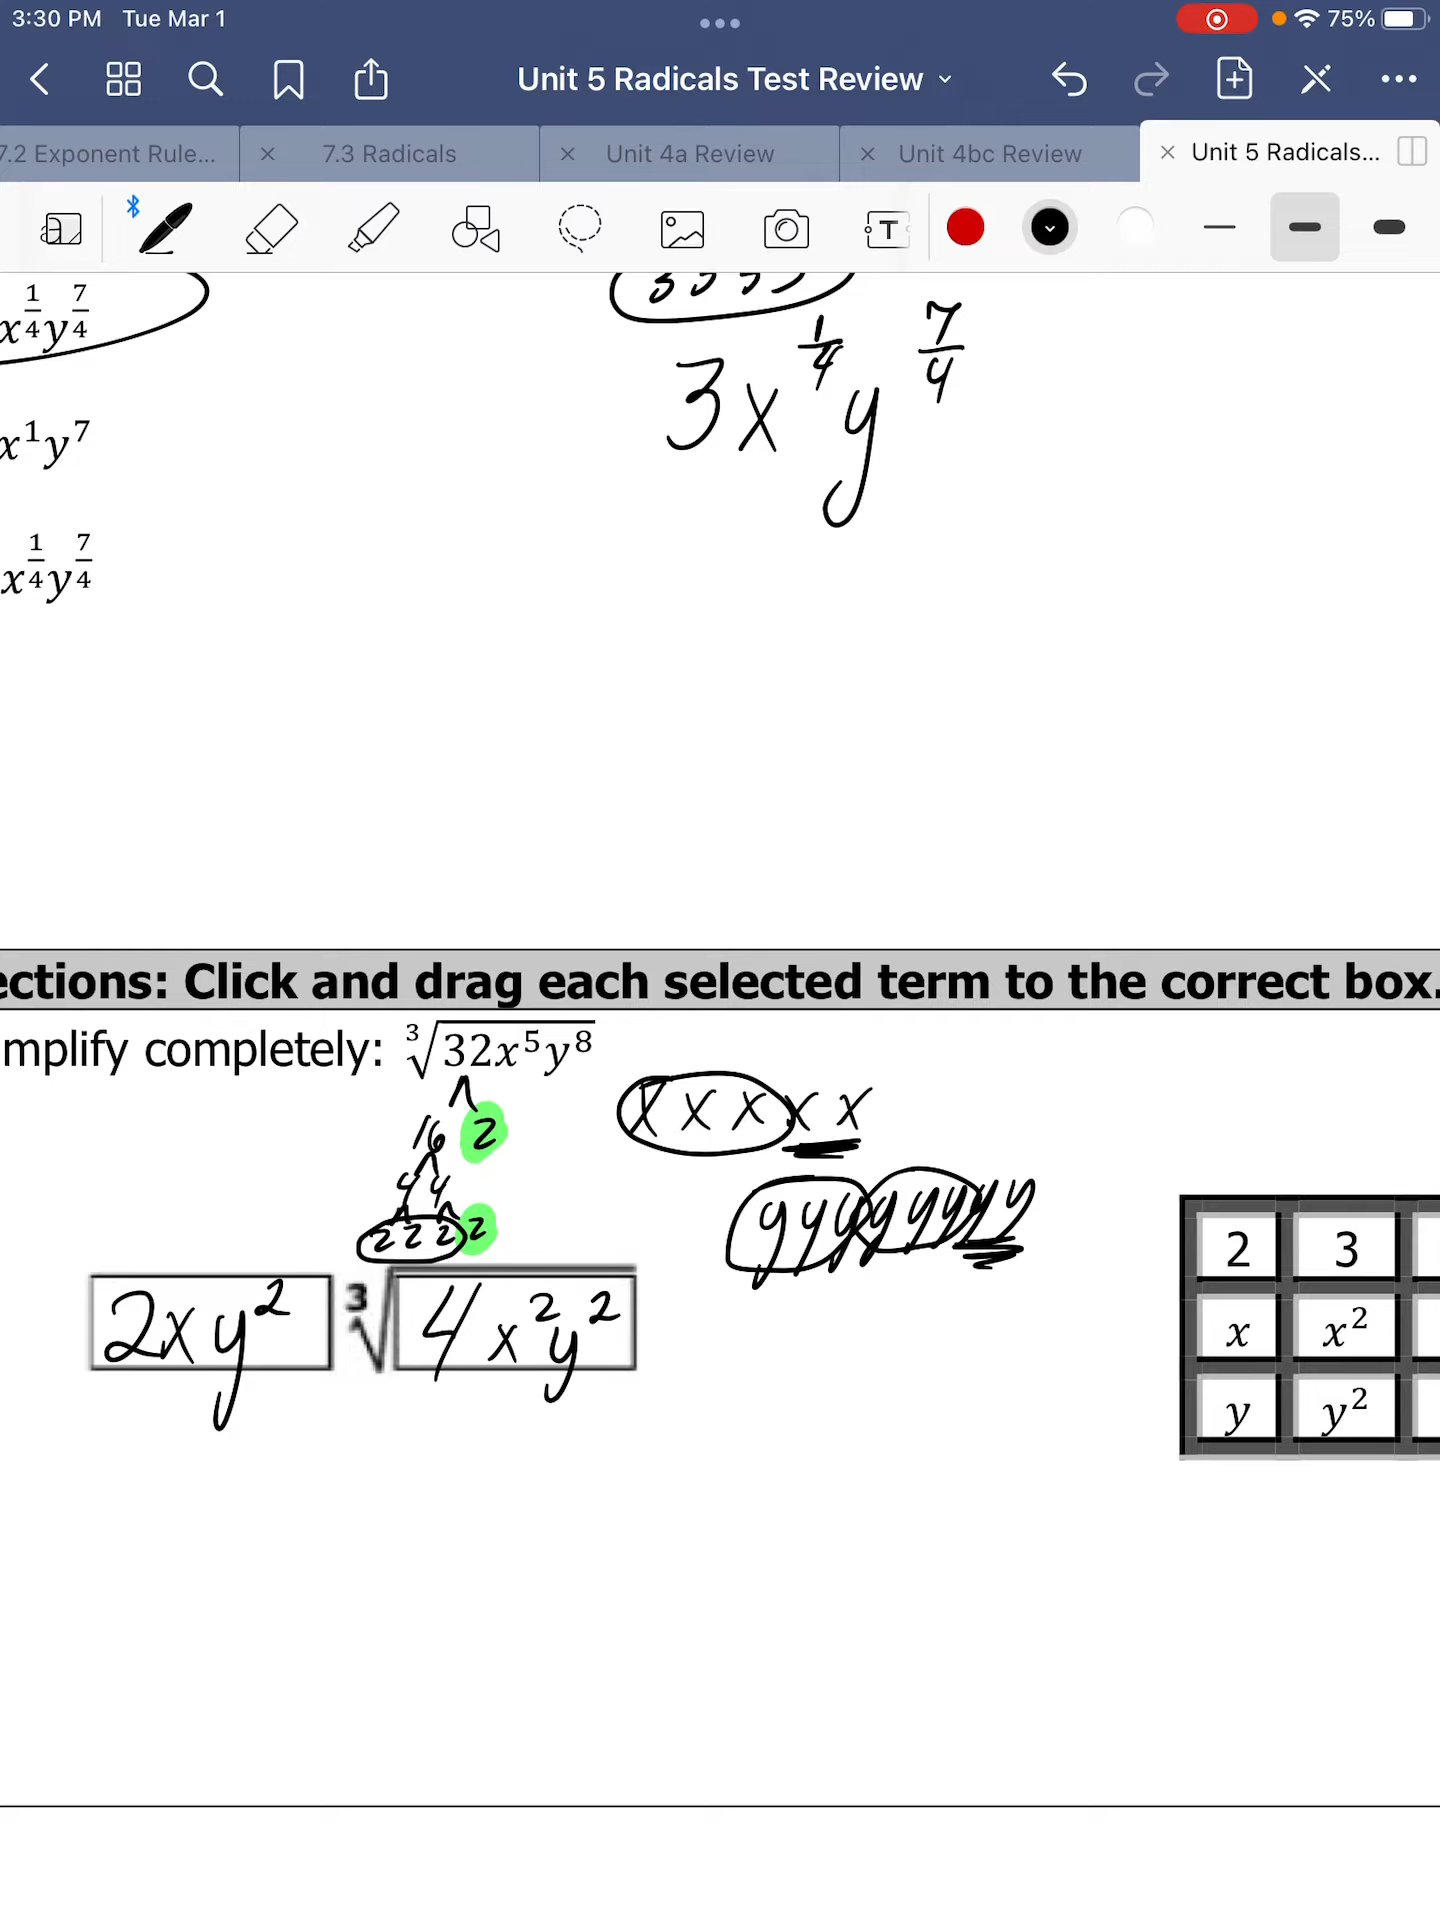 3:30 PM Tue Mar 1
75%
Unit 5 Radicals Test Review
7.2 Exponent Rule...
7.3 Radicals
Unit 4a Review
Unit 4bc Review
Unit 5 Radicals...
a
T
x^{1/4}y^{7/4}
3 3 3 3
3x^{1/4}y^{7/4}
x^1y^7
x^{1/4}y^{7/4}
ections: Click and drag each selected term to the correct box.
mplify completely: ∛32x^5y^8
x x x x x
16 2
4 4
2 2 2 2
y y y y y y y y
2xy^2 ∛4x^2y^2
2 3
x x^2
y y^2